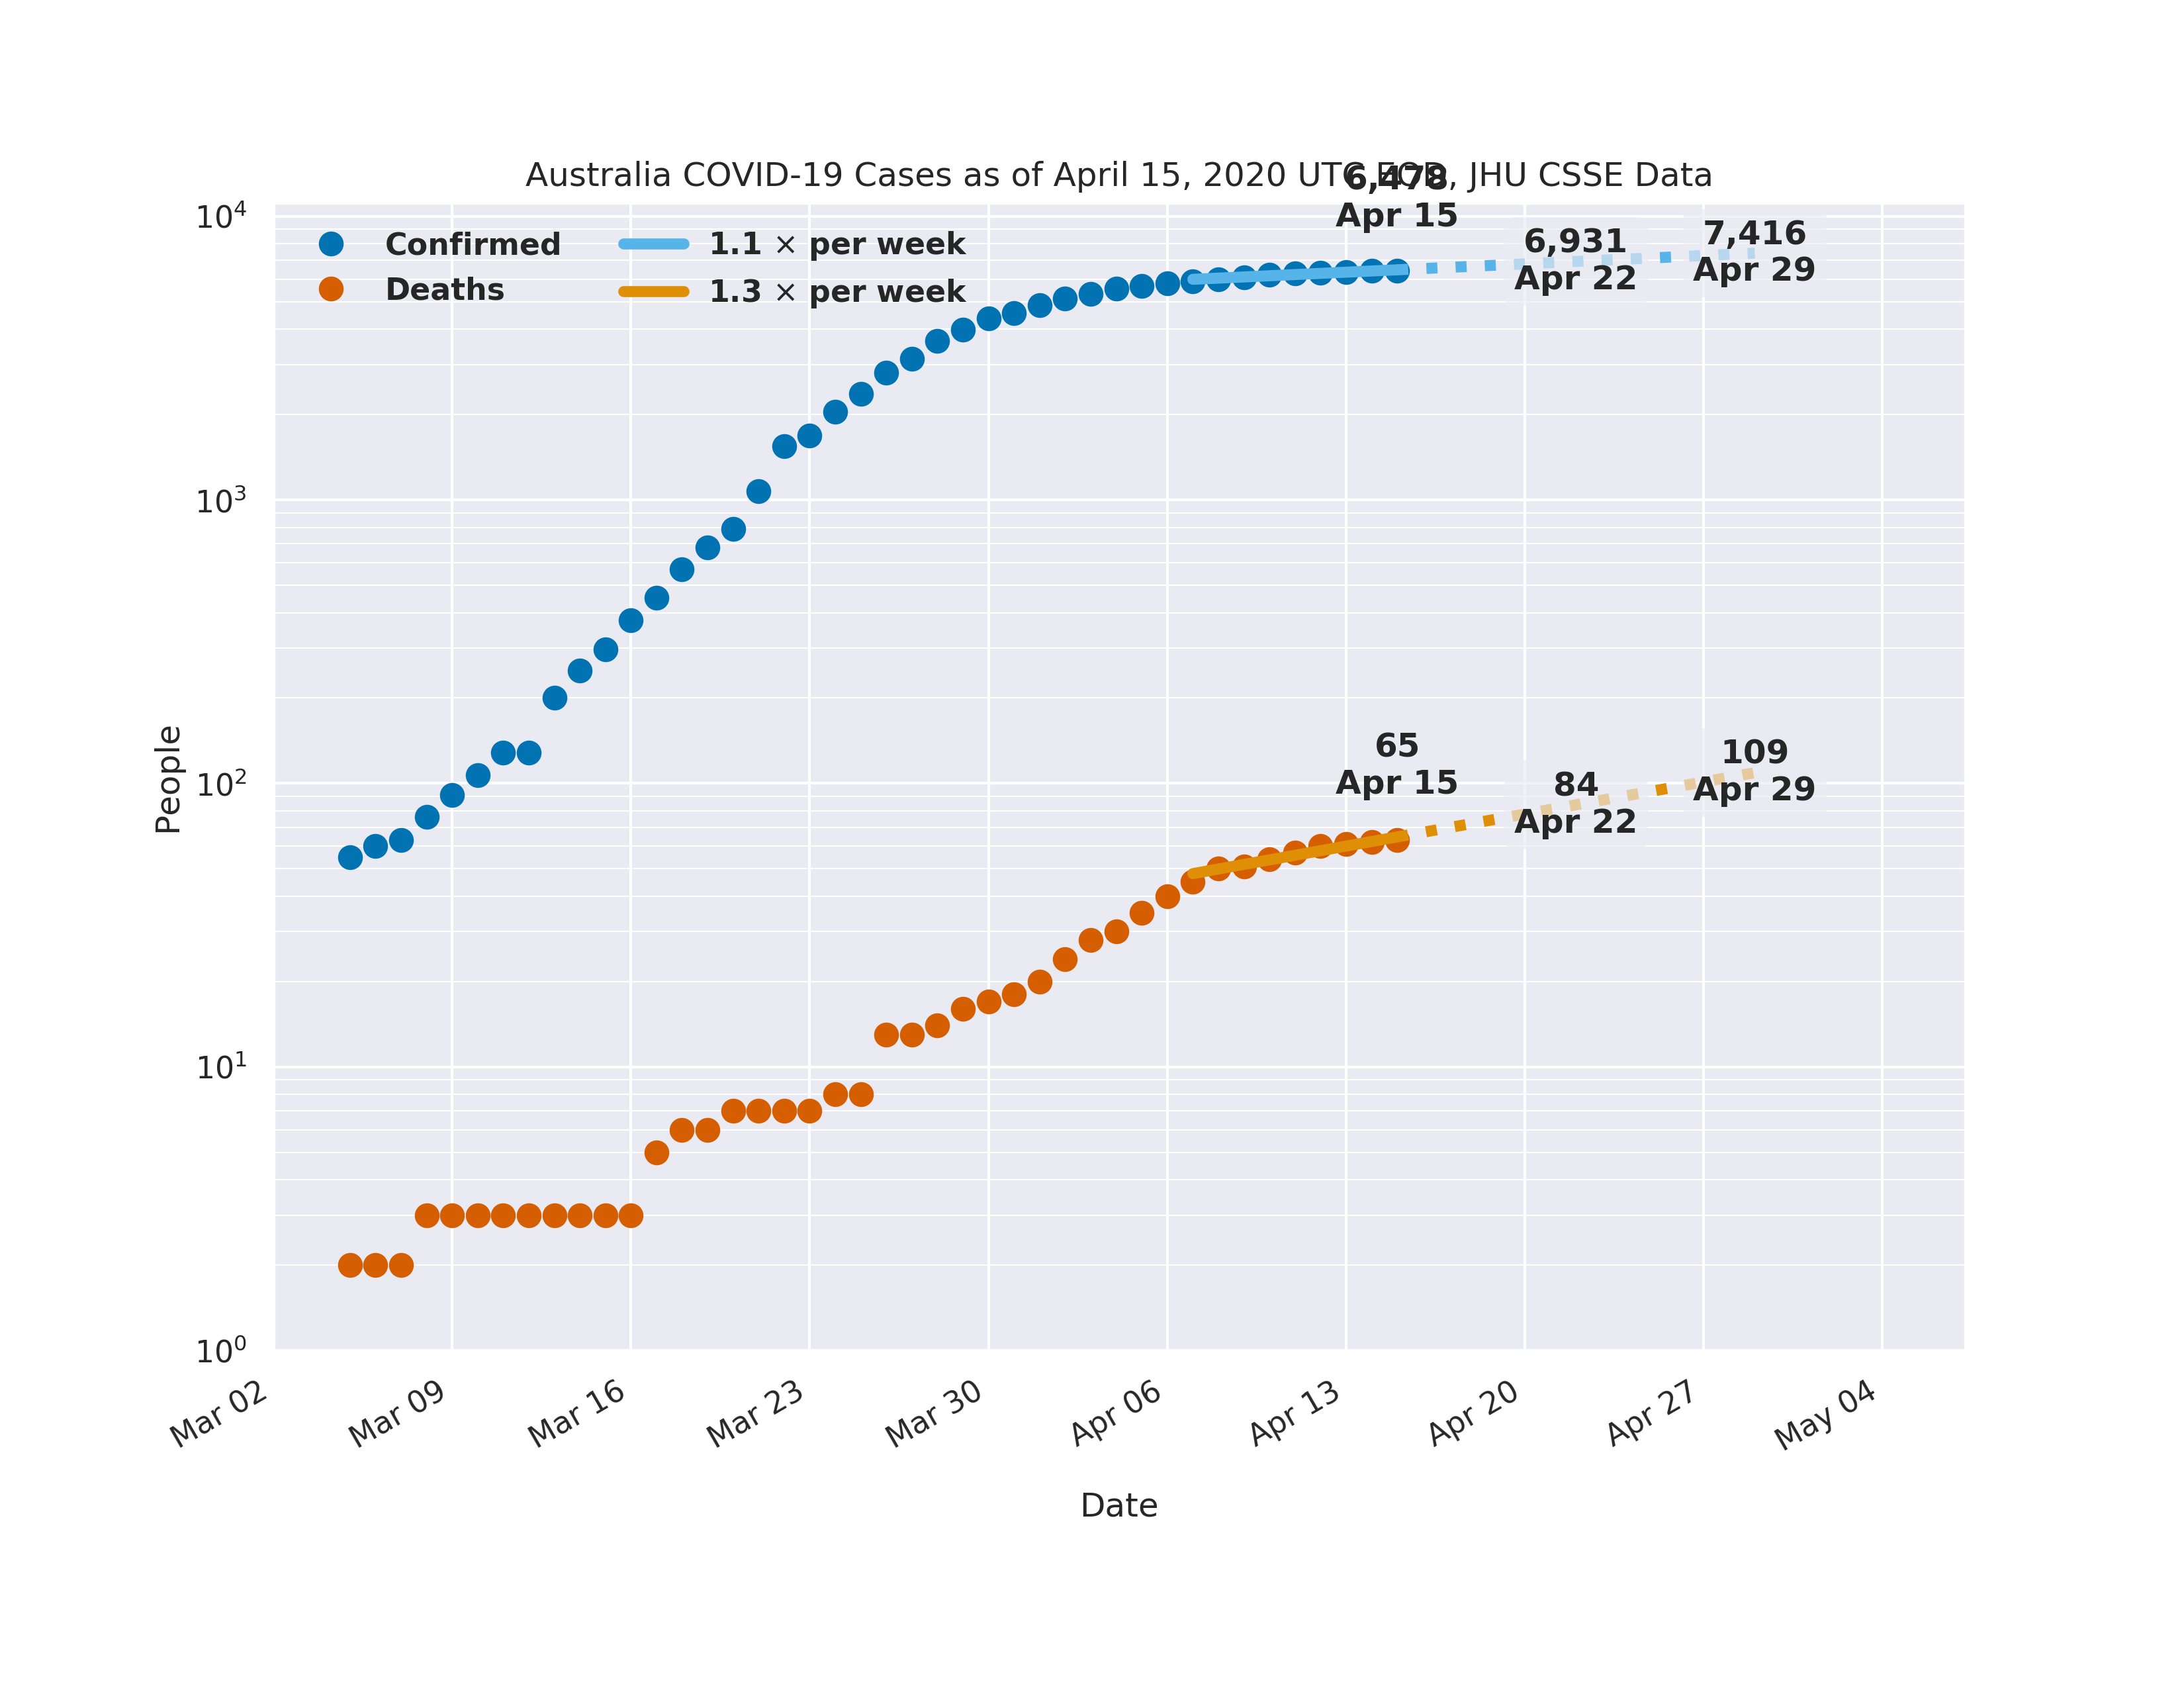 Australia COVID-19 Cases as of April 15, 2020 UTC EOD, JHU CSSE Data
6,478
Apr 15
6,931
Apr 22
7,416
Apr 29
Confirmed
Deaths
1.1 × per week
1.3 × per week
65
Apr 15
84
Apr 22
109
Apr 29
People
10⁴
10³
10²
10¹
10⁰
Mar 02
Mar 09
Mar 16
Mar 23
Mar 30
Apr 06
Apr 13
Apr 20
Apr 27
May 04
Date